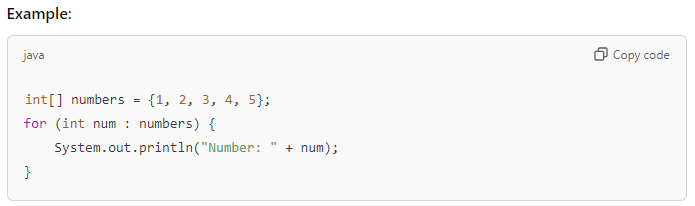 Example:
java
Copy code
int[] numbers = {1, 2, 3, 4, 5};
for (int num : numbers) {
    System.out.println("Number: " + num);
}